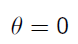 θ = 0